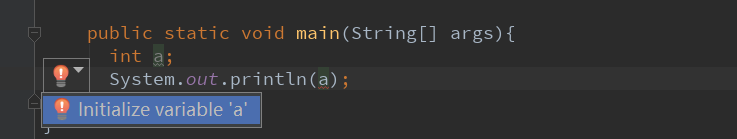 public static void main(String[] args){
int a;
System.out.println(a);
Initialize variable 'a'
}